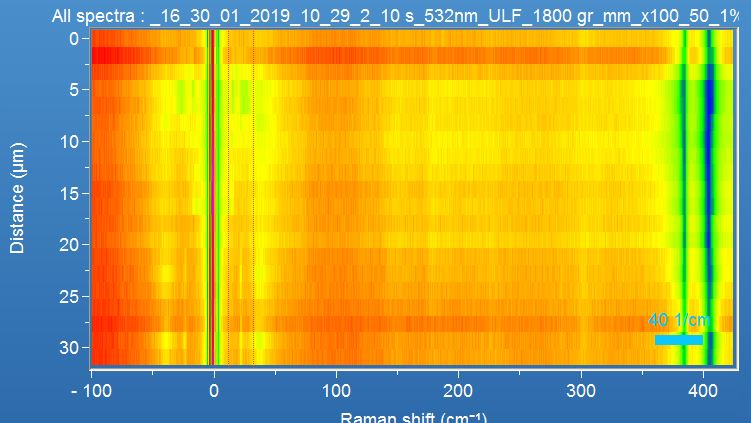 All spectra : _16_30_01_2019_10_29_2_10 s_532nm_ULF_1800 gr_mm_x100_50_1%
0
5
10
15
20
25
30
Distance (µm)
40 1/cm
- 100 0 100 200 300 400
Raman shift (cm⁻¹)